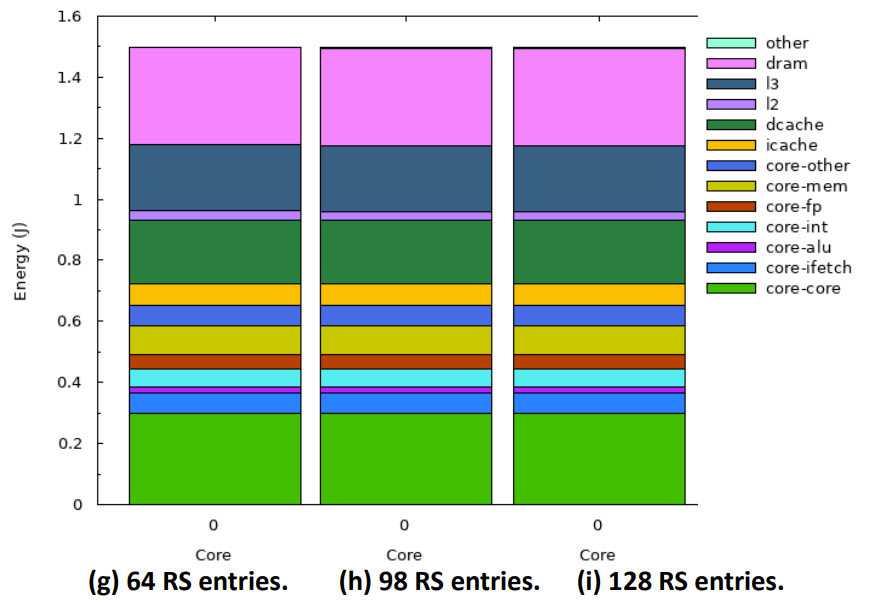 1.6
1.4
1.2
1
0.8
0.6
0.4
0.2
0
Energy (J)
other
dram
l3
l2
dcache
icache
core-other
core-mem
core-fp
core-int
core-alu
core-ifetch
core-core
0 0 0
Core Core Core
(g) 64 RS entries. (h) 98 RS entries. (i) 128 RS entries.